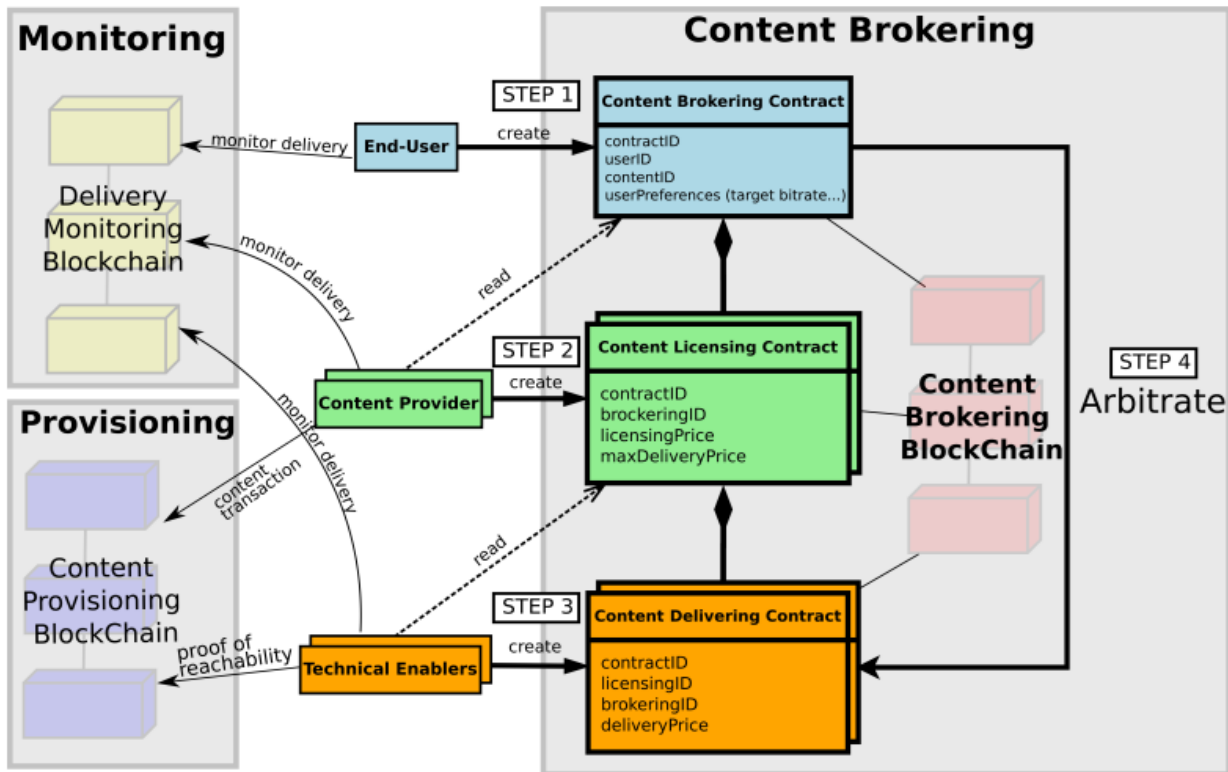 Monitoring
Content Brokering
STEP 1
Content Brokering Contract
create
End-User
monitor delivery
contractID
userID
contentID
userPreferences (target bitrate...)
Delivery
Monitoring
Blockchain
monitor delivery
read
STEP 2
Content Licensing Contract
create
Content Provider
contractID
brockeringID
licensingPrice
maxDeliveryPrice
Content
Brokering
BlockChain
STEP 4
Arbitrate
Provisioning
monitor delivery
content
transaction
read
Content
Provisioning
BlockChain
STEP 3
Content Delivering Contract
create
proof of
reachability
Technical Enablers
contractID
licensingID
brokeringID
deliveryPrice